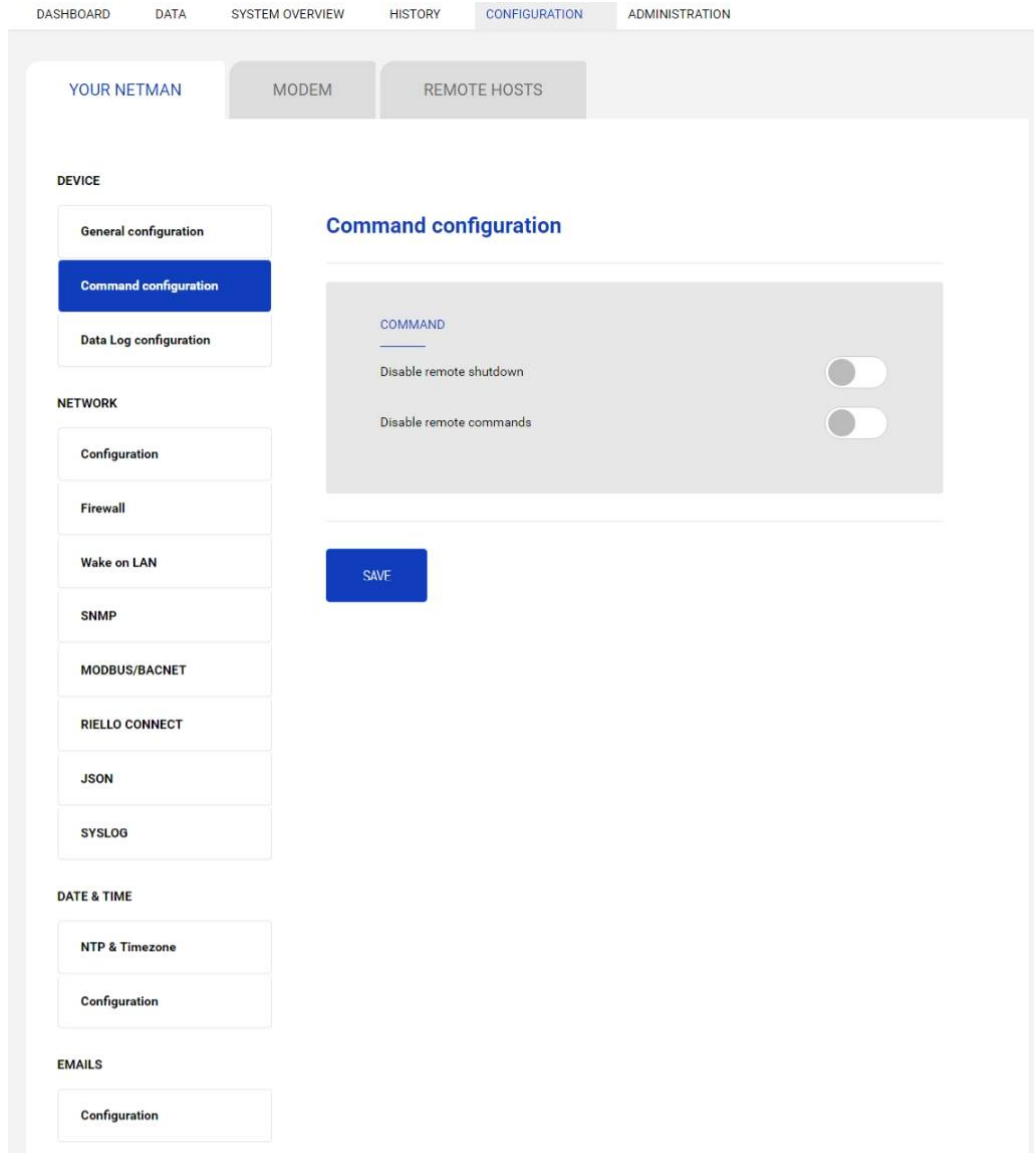 DASHBOARD DATA SYSTEM OVERVIEW HISTORY CONFIGURATION ADMINISTRATION
YOUR NETMAN MODEM REMOTE HOSTS
DEVICE
General configuration
Command configuration
Data Log configuration
NETWORK
Configuration
Firewall
Wake on LAN
SNMP
MODBUS/BACNET
RIELLO CONNECT
JSON
SYSLOG
DATE & TIME
NTP & Timezone
Configuration
EMAILS
Configuration
Command configuration
COMMAND
Disable remote shutdown
Disable remote commands
SAVE